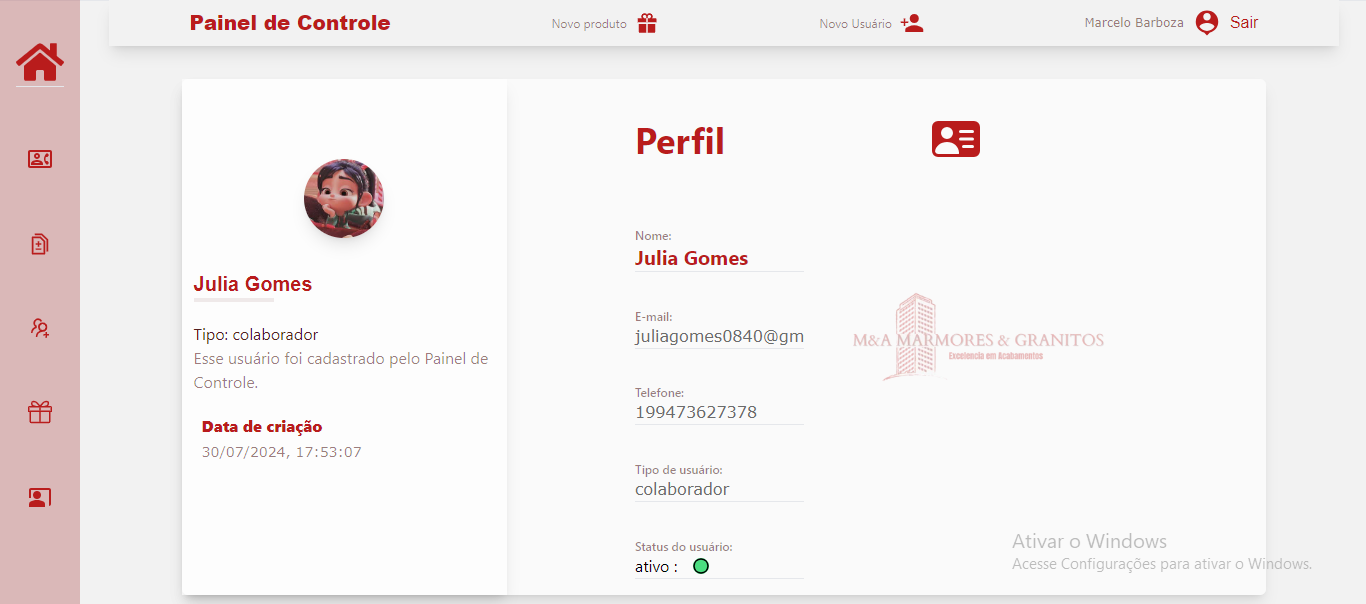 Painel de Controle
Novo produto
Novo Usuário
Marcelo Barboza
Sair
Julia Gomes
Tipo: colaborador
Esse usuário foi cadastrado pelo Painel de
Controle.
Data de criação
30/07/2024, 17:53:07
Perfil
Nome:
Julia Gomes
E-mail:
juliagomes0840@gm
Telefone:
199473627378
Tipo de usuário:
colaborador
Status do usuário:
ativo :
M&A MARMORES & GRANITOS
Excelencia em Acabamentos
Ativar o Windows
Acesse Configurações para ativar o Windows.